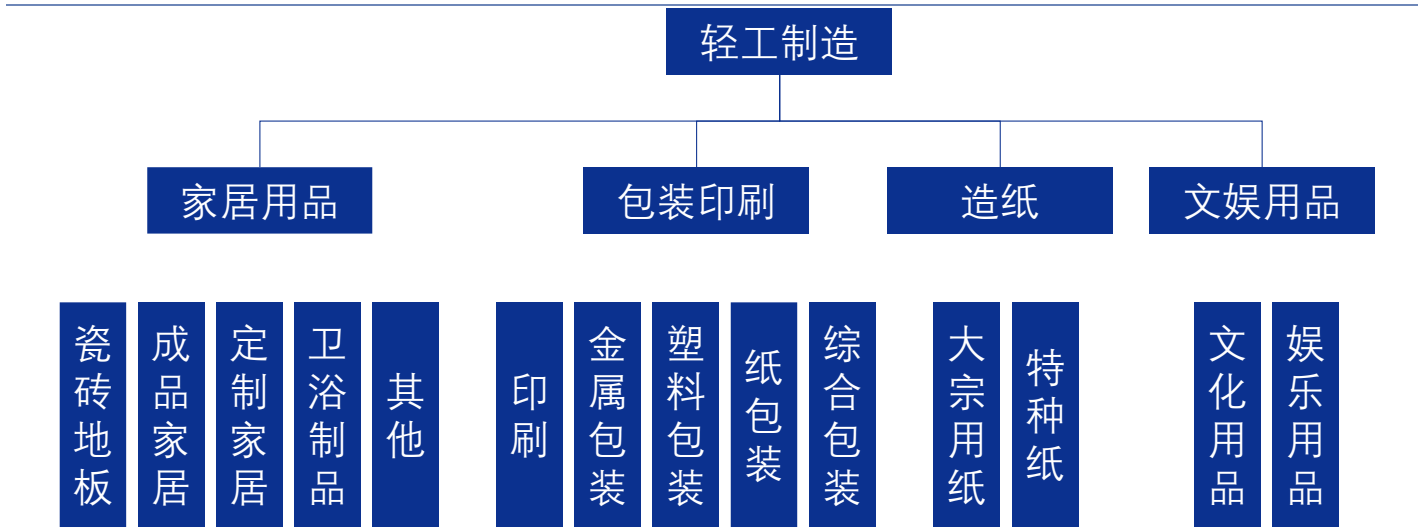 轻工制造
家居用品
包装印刷
造纸
文娱用品
瓷砖地板
成品家居
定制家居
卫浴制品
其他
印刷
金属包装
塑料包装
纸包装
综合包装
大宗用纸
特种纸
文化用品
娱乐用品